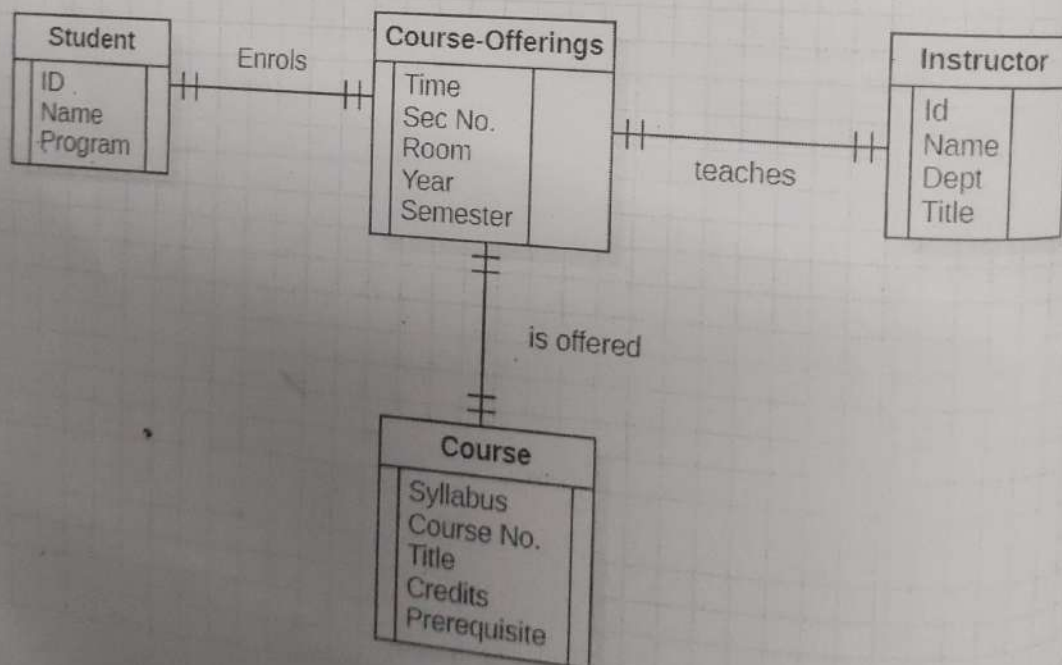 Student
ID
Name
Program
Enrols
Course-Offerings
Time
Sec No.
Room
Year
Semester
teaches
Instructor
Id
Name
Dept
Title
is offered
Course
Syllabus
Course No.
Title
Credits
Prerequisite